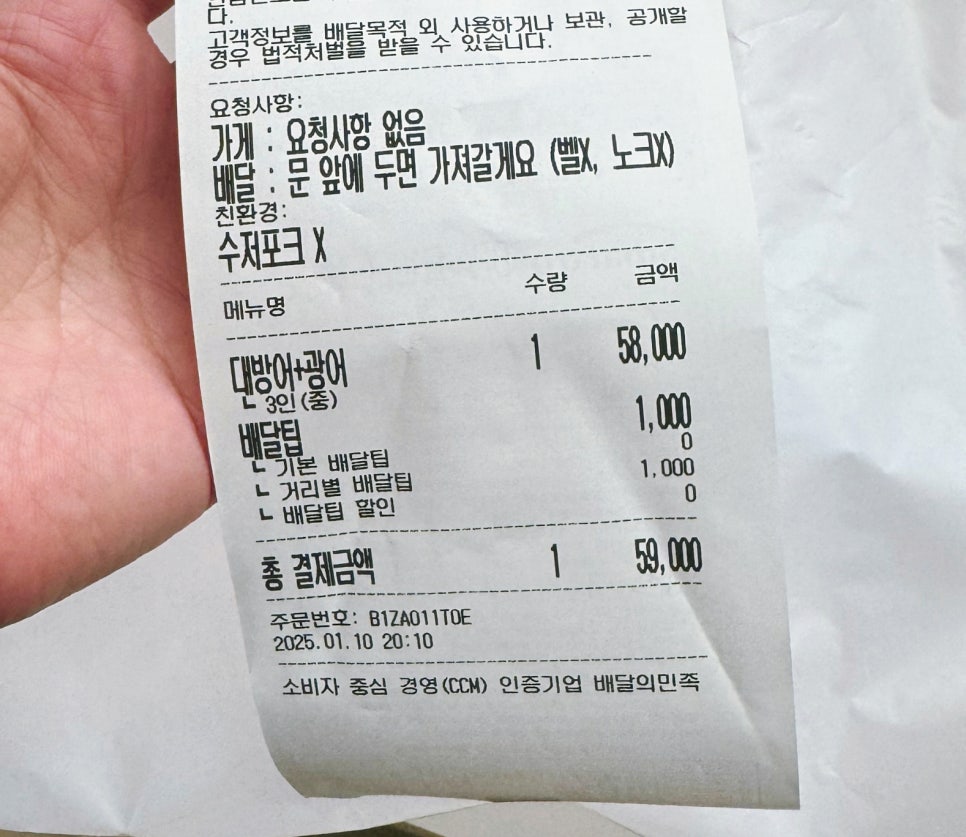 다.
고객정보를 배달목적 외 사용하거나 보관, 공개할
경우 법적처벌을 받을 수 있습니다.
요청사항:
가게 : 요청사항 없음
배달 : 문 앞에 두면 가져갈게요 (벨X, 노크X)
친환경:
수저포크 X
메뉴명 수량 금액
대방어+광어 1 58,000
ㄴ 3인(중)
배달팁 1,000
ㄴ 기본 배달팁 0
ㄴ 거리별 배달팁 1,000
ㄴ 배달팁 할인 0
총 결제금액 1 59,000
주문번호: B1ZA011T0E
2025.01.10 20:10
소비자 중심 경영(CCM) 인증기업 배달의민족